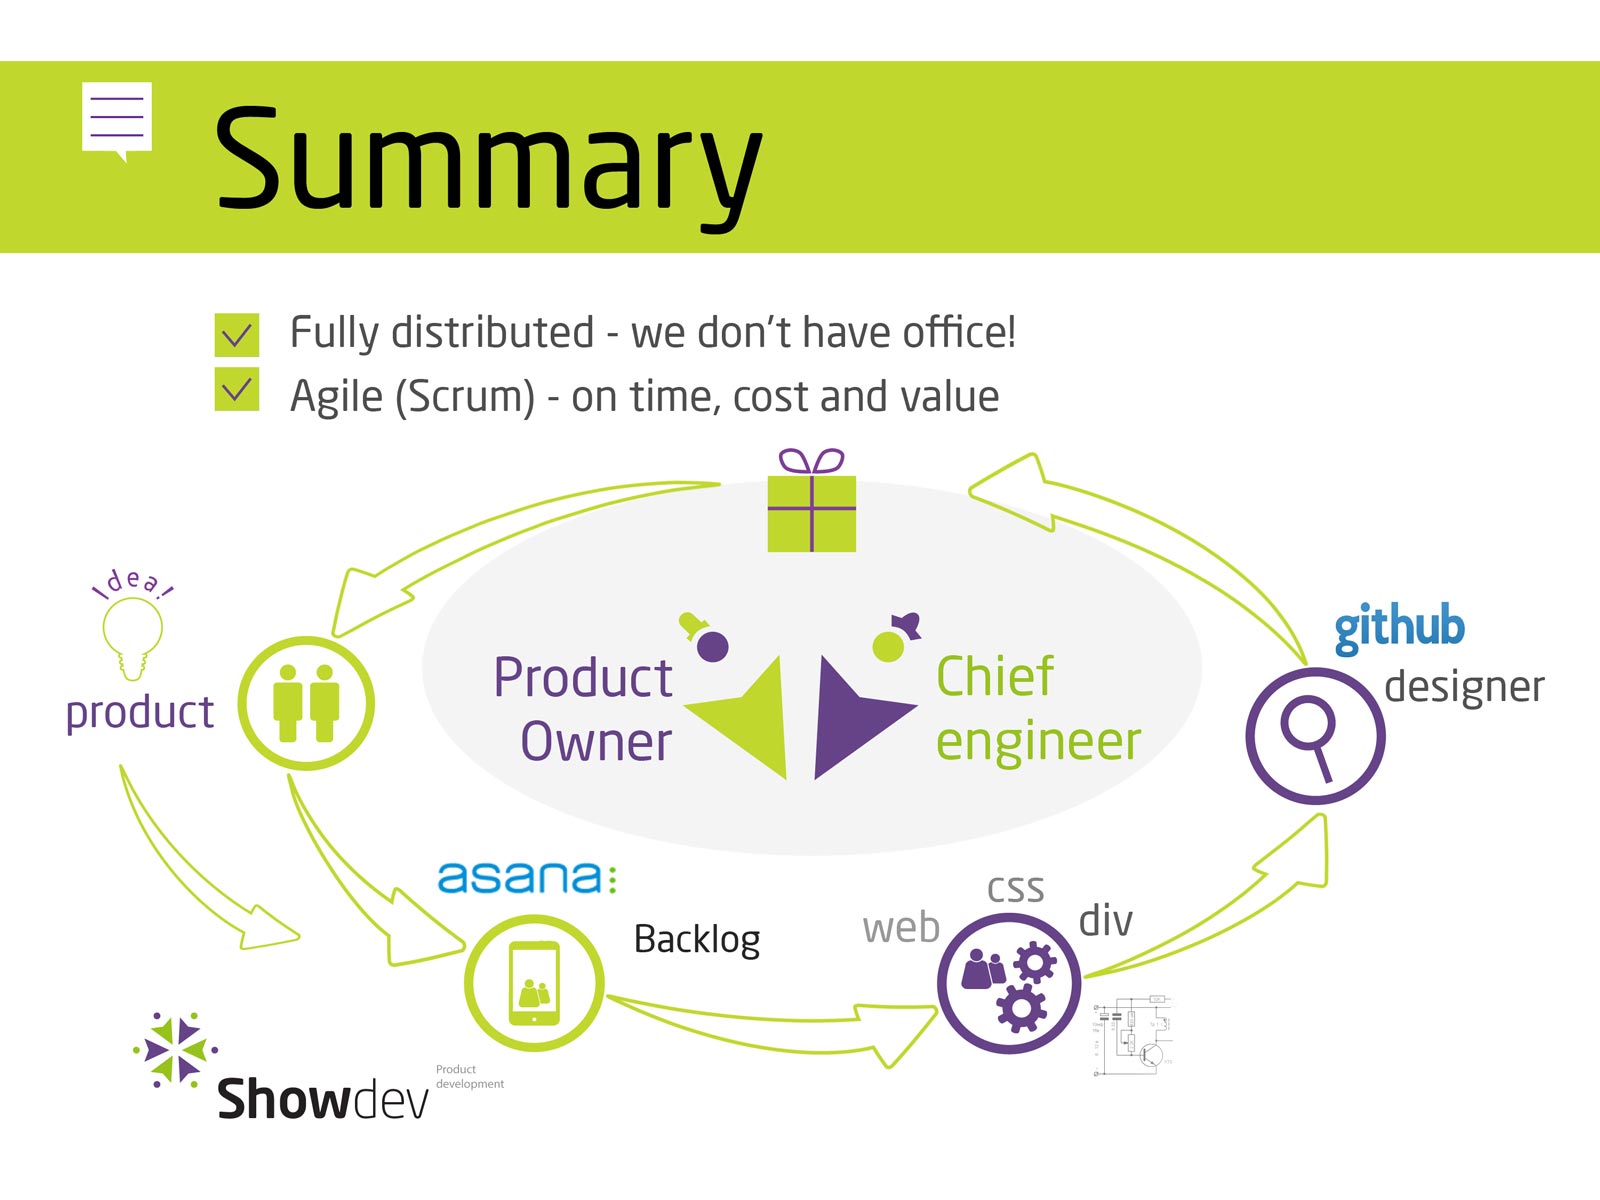 Summary
Fully distributed - we don't have office!
Agile (Scrum) - on time, cost and value
Idea!
product
Product
Owner
Chief
engineer
github
designer
asana
Backlog
css
web
div
Showdev
Product
development